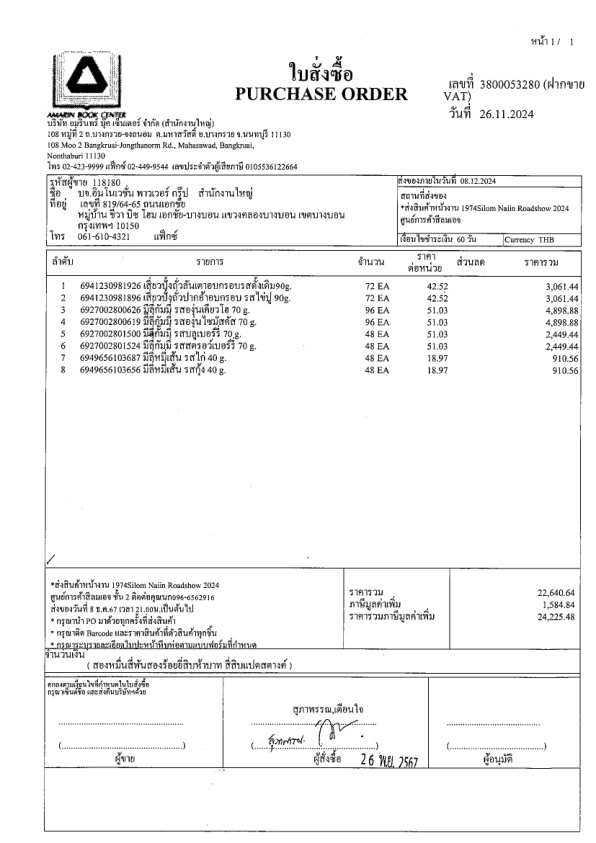 หน้า 1 / 1
ใบสั่งซื้อ
PURCHASE ORDER
เลขที่ 3800053280 (ฝากขาย
VAT)
วันที่ 26.11.2024
AMARIN BOOK CENTER
บริษัท อมรินทร์ บุ๊ค เซ็นเตอร์ จำกัด (สำนักงานใหญ่)
108 หมู่ที่ 2 ถ.บางกรวย-จงถนอม ต.มหาสวัสดิ์ อ.บางกรวย จ.นนทบุรี 11130
108 Moo 2 Bangkruai-Jongthanorm Rd., Mahasawad, Bangkruai,
Nonthaburi 11130
โทร 02-423-9999 แฟ็กซ์ 02-449-9544 เลขประจำตัวผู้เสียภาษี 0105536122664
รหัสผู้ขาย 118180
ชื่อ บจ.อินโนเวชั่น พาวเวอร์ กรุ๊ป สำนักงานใหญ่
ที่อยู่ เลขที่ 819/64-65 ถนนเอกชัย
หมู่บ้าน ชีวา บิช โฮม เอกชัย-บางบอน แขวงคลองบางบอน เขตบางบอน
กรุงเทพฯ 10150
โทร 061-610-4321 แฟ็กซ์
ส่งของภายในวันที่ 08.12.2024
สถานที่ส่งของ
*ส่งสินค้าหน้างาน 1974Silom Naiin Roadshow 2024
ศูนย์การค้าสีลมเอจ
เงื่อนไขชำระเงิน 60 วัน Currency THB
ลำดับ รายการ จำนวน ราคา ต่อหน่วย ส่วนลด ราคารวม
1 6941230981926 เสี่ยวปั้งถั่วลันเตาอบกรอบรสดั้งเดิม90g. 72 EA 42.52 3,061.44
2 6941230981896 เสี่ยวปั้งถั่วปากอ้าอบกรอบ รสไข่ปู 90g. 72 EA 42.52 3,061.44
3 6927002800626 มีลี่กัมมี่ รสองุ่นเคียวโฮ 70 g. 96 EA 51.03 4,898.88
4 6927002800619 มีลี่กัมมี่ รสองุ่นไชมัสคัส 70 g. 96 EA 51.03 4,898.88
5 6927002801500 มีลี่กัมมี่ รสบลูเบอร์รี่ 70 g. 48 EA 51.03 2,449.44
6 6927002801524 มีลี่กัมมี่ รสสตรอว์เบอร์รี่ 70 g. 48 EA 51.03 2,449.44
7 6949656103687 มีลี่หมี่เส้น รสไก่ 40 g. 48 EA 18.97 910.56
8 6949656103656 มีลี่หมี่เส้น รสกุ้ง 40 g. 48 EA 18.97 910.56
*ส่งสินค้าหน้างาน 1974Silom Naiin Roadshow 2024
ศูนย์การค้าสีลมเอจ ชั้น 2 ติดต่อคุณนก096-6562916
ส่งของวันที่ 8 ธ.ค.67 เวลา 21.00น.เป็นต้นไป
* กรุณานำ PO มาด้วยทุกครั้งที่ส่งสินค้า
* กรุณาติด Barcode และราคาสินค้าที่ตัวสินค้าทุกชิ้น
* กรุณาระบุรายละเอียดใบปะหน้าหีบห่อตามแบบฟอร์มที่กำหนด
ราคารวม 22,640.64
ภาษีมูลค่าเพิ่ม 1,584.84
ราคารวมภาษีมูลค่าเพิ่ม 24,225.48
จำนวนเงิน
( สองหมื่นสี่พันสองร้อยยี่สิบห้าบาท สี่สิบแปดสตางค์ )
ตกลงตามเงื่อนไขที่กำหนดในใบสั่งซื้อ
กรุณาเซ็นต์ชื่อ และส่งคืนบริษัทฯด้วย
สุภาพรรณ,เตือนใจ
(....................) (....................) (....................)
ผู้ขาย ผู้สั่งซื้อ 26 พ.ย. 2567 ผู้อนุมัติ